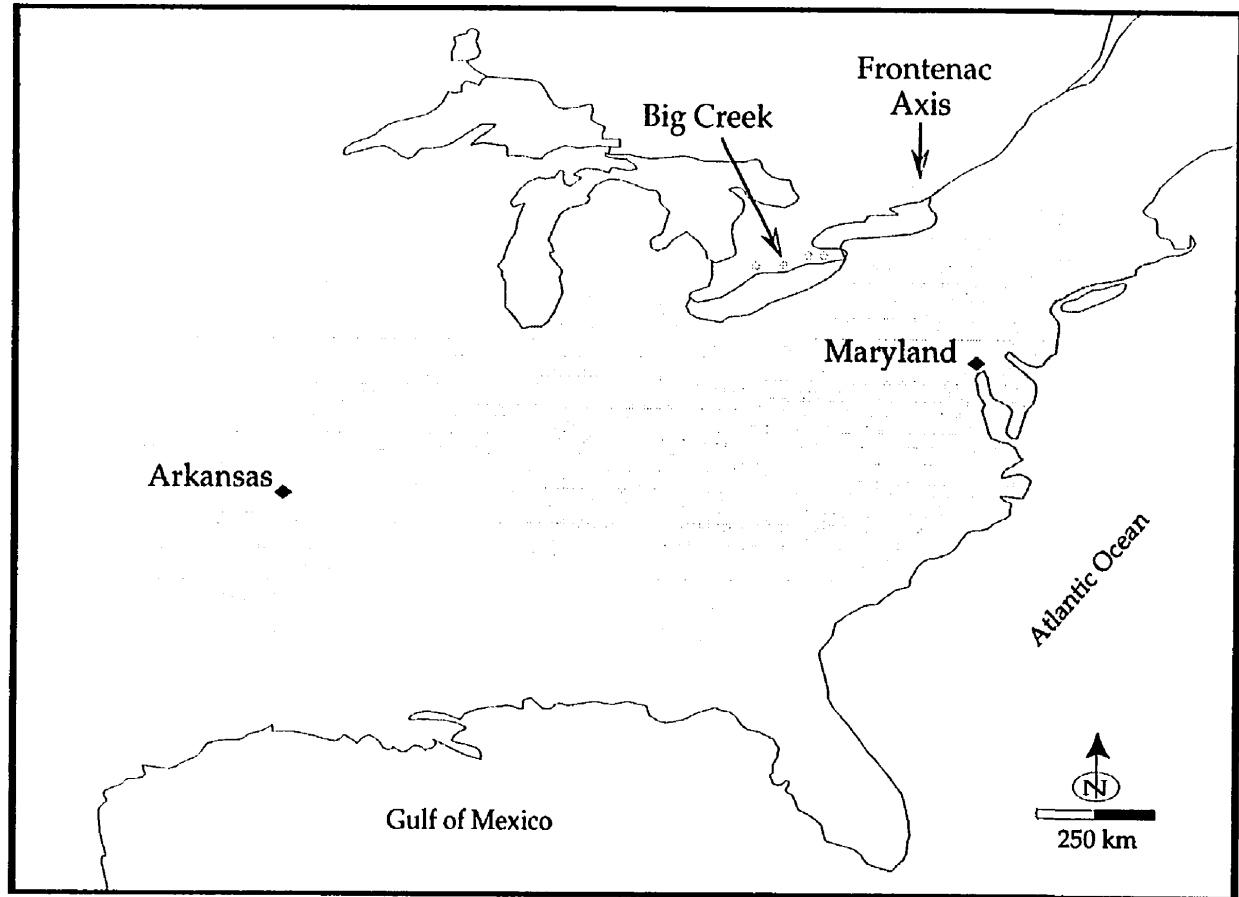 Frontenac
Axis
Big Creek
Maryland
Arkansas
Atlantic Ocean
Gulf of Mexico
N
250 km